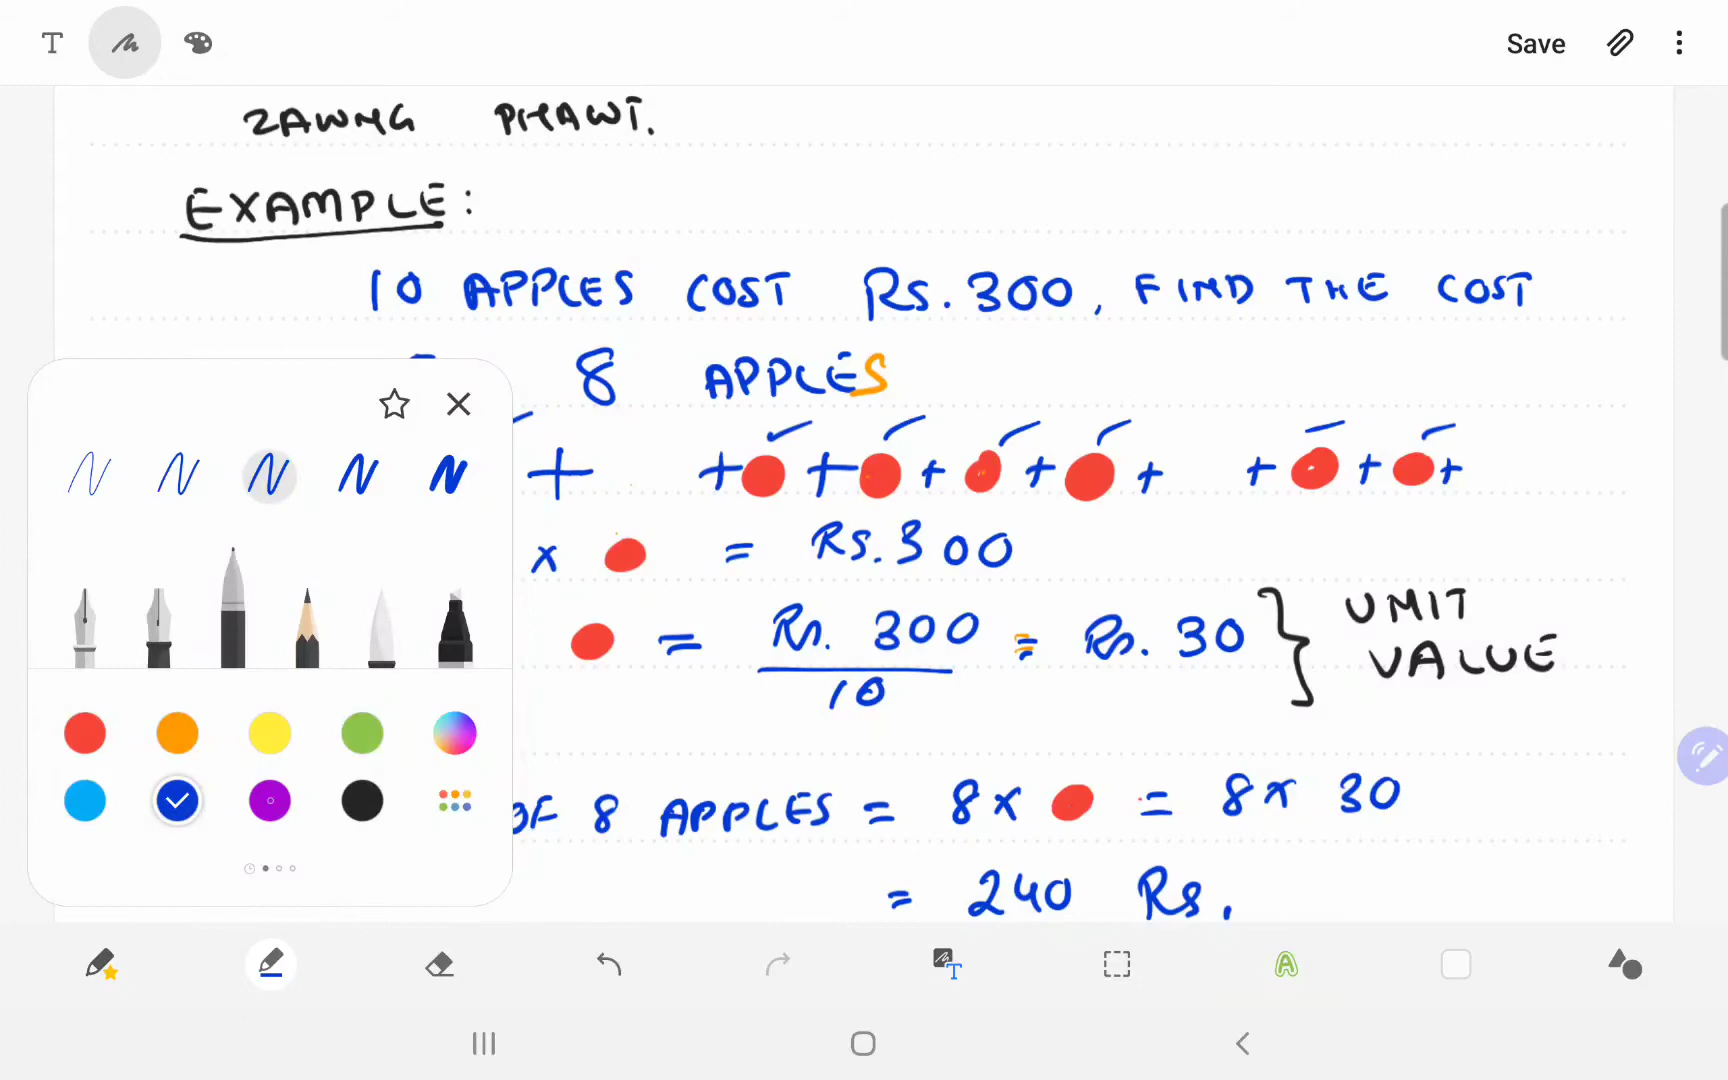 T Save
ZAWNG PHAWT.
EXAMPLE:
10 APPLES COST Rs. 300, FIND THE COST
8 APPLES
+ + + + + + + + +
x = Rs. 300
= Rs. 300 = Rs. 30 } UNIT
10 VALUE
OF 8 APPLES = 8 x = 8 x 30
= 240 Rs.
T A